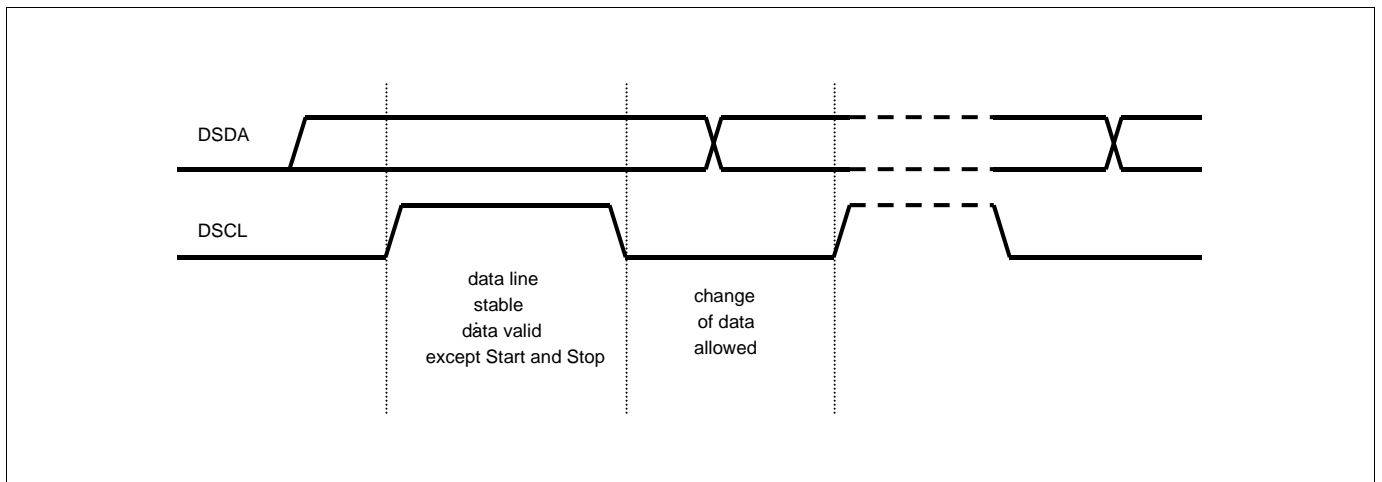 DSDA
DSCL
data line
stable
data valid
except Start and Stop
change
of data
allowed